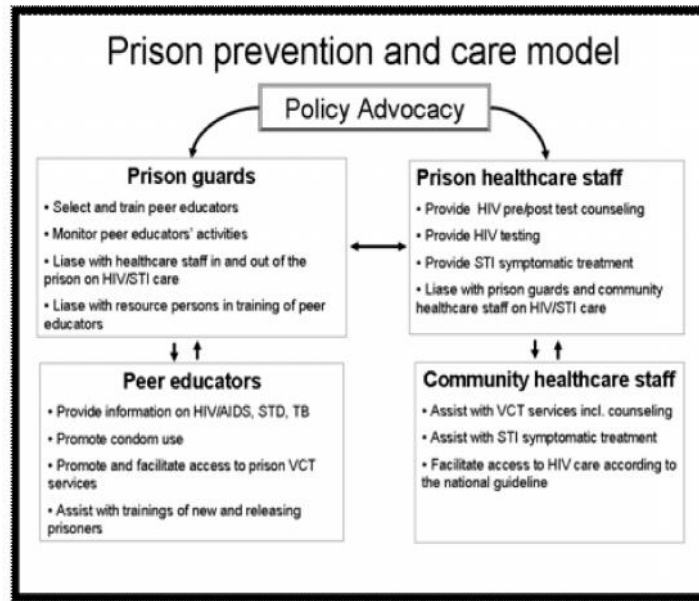 Prison prevention and care model
Policy Advocacy
Prison guards
• Select and train peer educators
• Monitor peer educators' activities
• Liase with healthcare staff in and out of the
prison on HIV/STI care
• Liase with resource persons in training of peer
educators
Prison healthcare staff
• Provide HIV pre/post test counseling
• Provide HIV testing
• Provide STI symptomatic treatment
• Liase with prison guards and community
healthcare staff on HIV/STI care
Peer educators
• Provide information on HIV/AIDS, STD, TB
• Promote condom use
• Promote and facilitate access to prison VCT
services
• Assist with trainings of new and releasing
prisoners
Community healthcare staff
• Assist with VCT services incl. counseling
• Assist with STI symptomatic treatment
• Facilitate access to HIV care according to
the national guideline